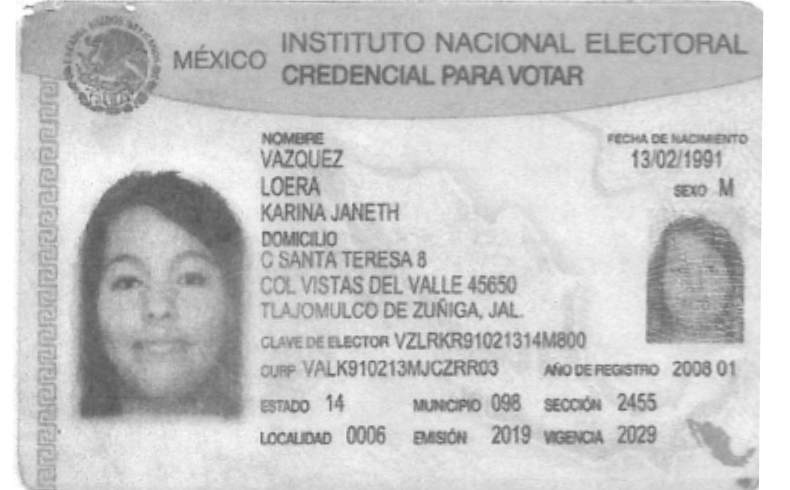 MÉXICO INSTITUTO NACIONAL ELECTORAL
CREDENCIAL PARA VOTAR
NOMBRE
VAZQUEZ
LOERA
KARINA JANETH
FECHA DE NACIMIENTO
13/02/1991
SEXO M
DOMICILIO
C SANTA TERESA 8
COL VISTAS DEL VALLE 45650
TLAJOMULCO DE ZUÑIGA, JAL.
CLAVE DE ELECTOR VZLRKR91021314M800
CURP VALK910213MJCZRR03 AÑO DE REGISTRO 2008 01
ESTADO 14 MUNICIPIO 098 SECCIÓN 2455
LOCALIDAD 0006 EMISIÓN 2019 VIGENCIA 2029